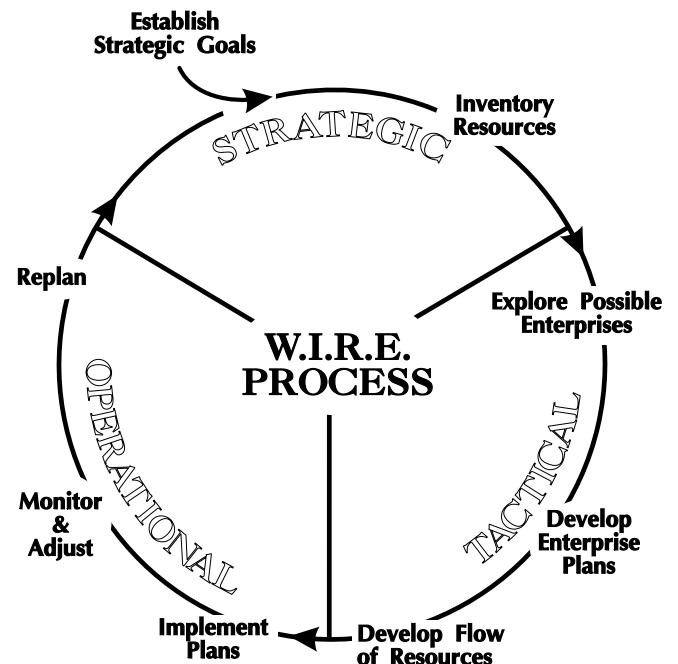 Establish
Strategic Goals
STRATEGIC
Inventory
Resources
Explore Possible
Enterprises
TACTICAL
Develop
Enterprise
Plans
Develop Flow
of Resources
Implement
Plans
OPERATIONAL
Monitor
&
Adjust
Replan
W.I.R.E.
PROCESS